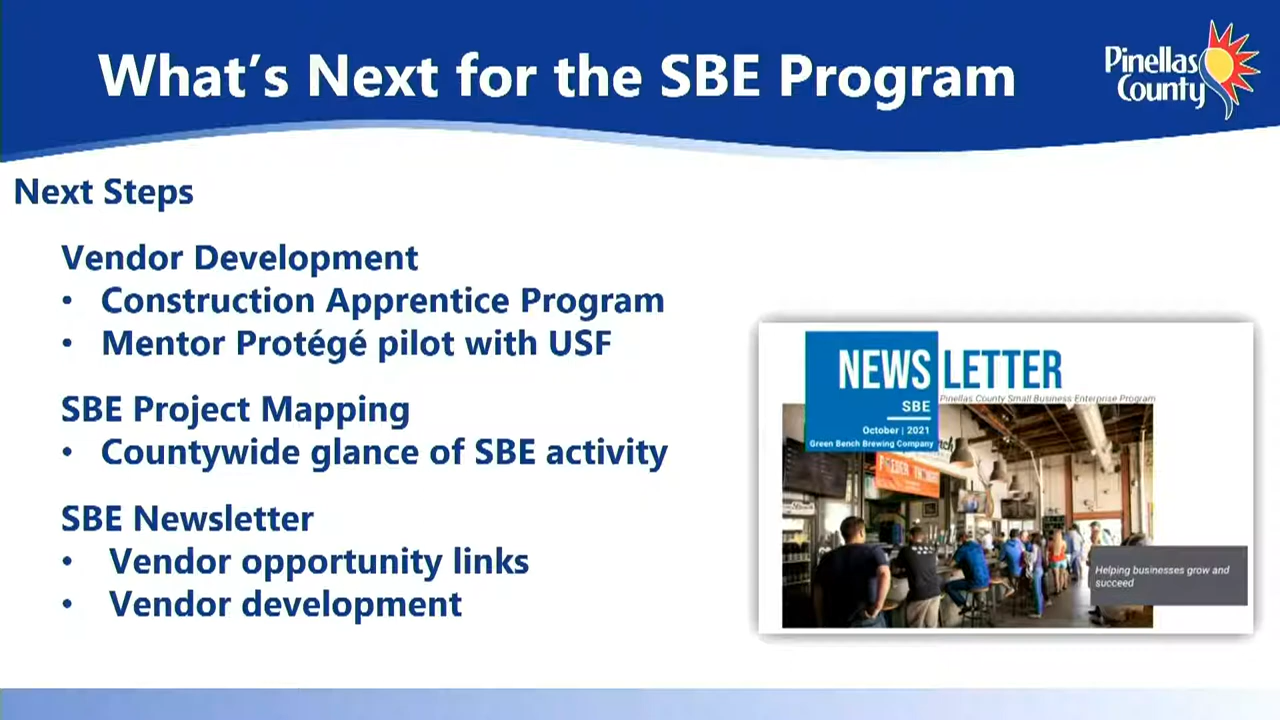 What's Next for the SBE Program
Pinellas
County
Next Steps
Vendor Development
• Construction Apprentice Program
• Mentor Protégé pilot with USF
SBE Project Mapping
• Countywide glance of SBE activity
SBE Newsletter
• Vendor opportunity links
• Vendor development
NEWSLETTER
Pinellas County Small Business Enterprise Program
SBE
October | 2021
Green Bench Brewing Company
Helping businesses grow and
succeed